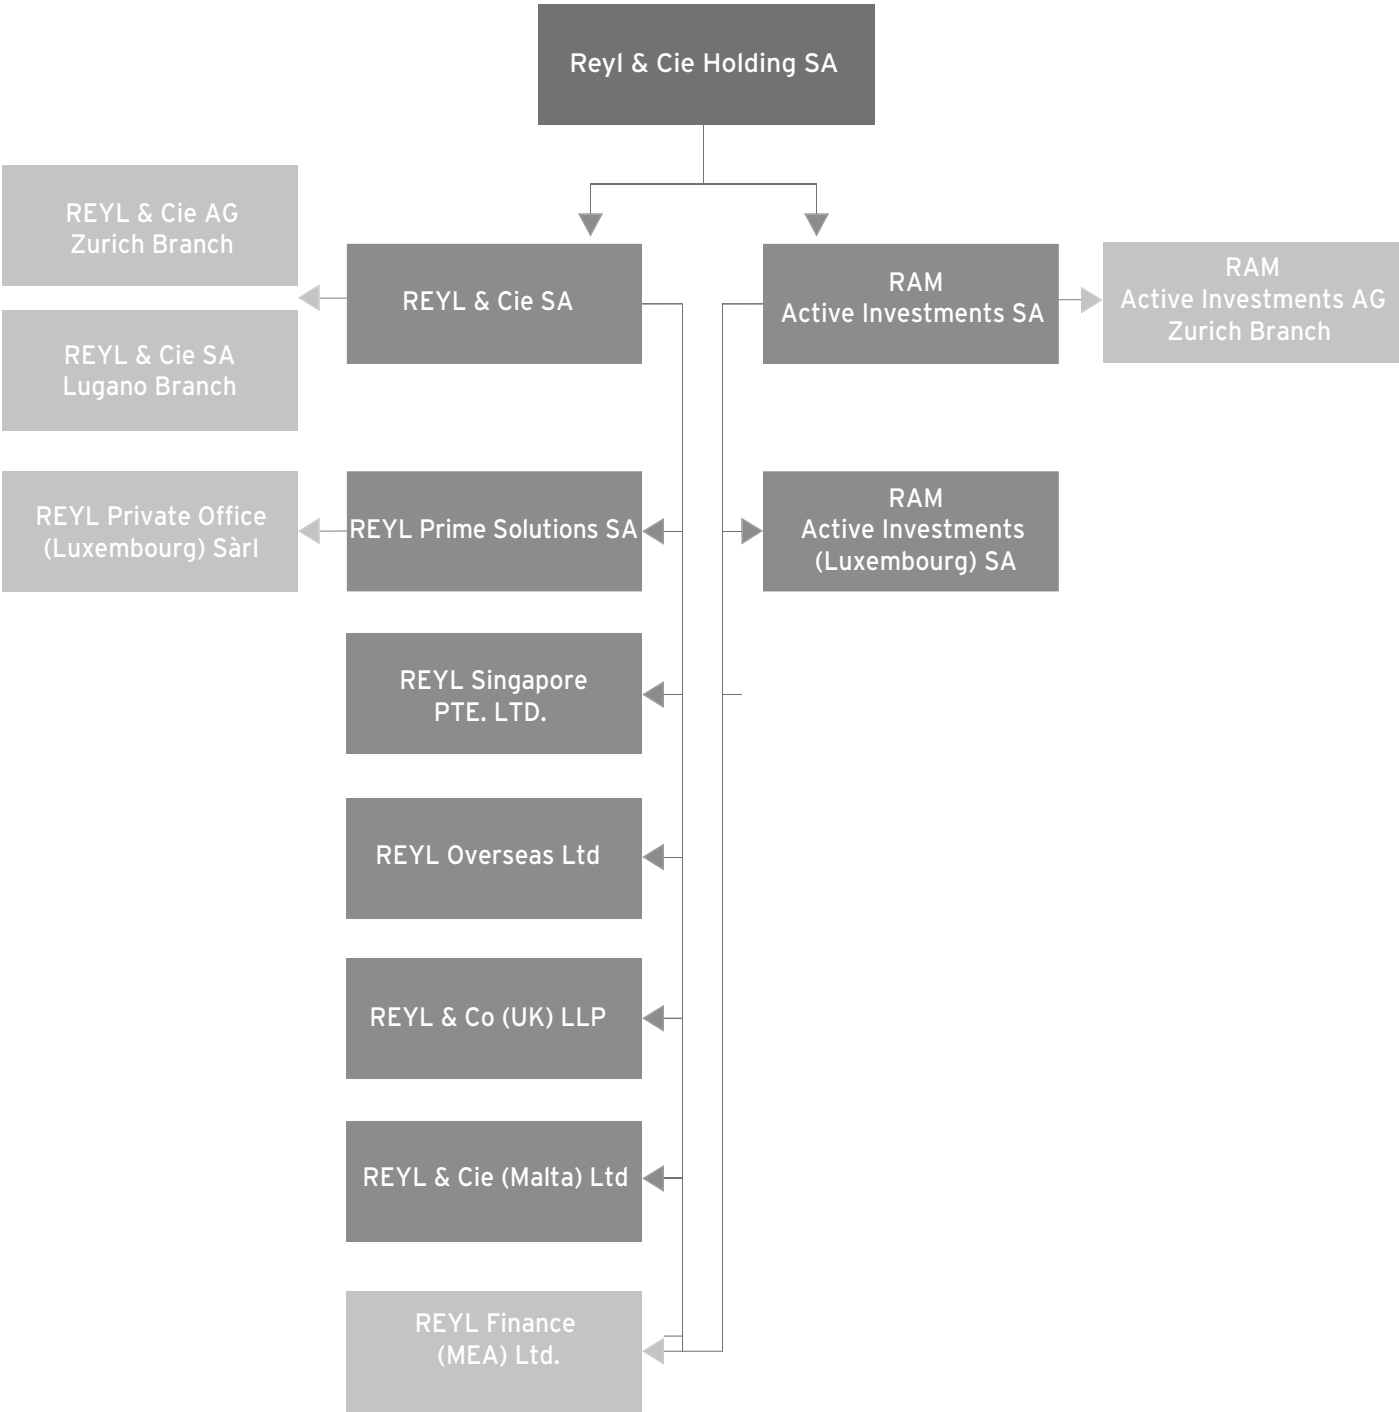 Reyl & Cie Holding SA
REYL & Cie AG
Zurich Branch
REYL & Cie SA
Lugano Branch
REYL & Cie SA
RAM
Active Investments SA
RAM
Active Investments AG
Zurich Branch
REYL Private Office
(Luxembourg) Sàrl
REYL Prime Solutions SA
RAM
Active Investments
(Luxembourg) SA
REYL Singapore
PTE. LTD.
REYL Overseas Ltd
REYL & Co (UK) LLP
REYL & Cie (Malta) Ltd
REYL Finance
(MEA) Ltd.